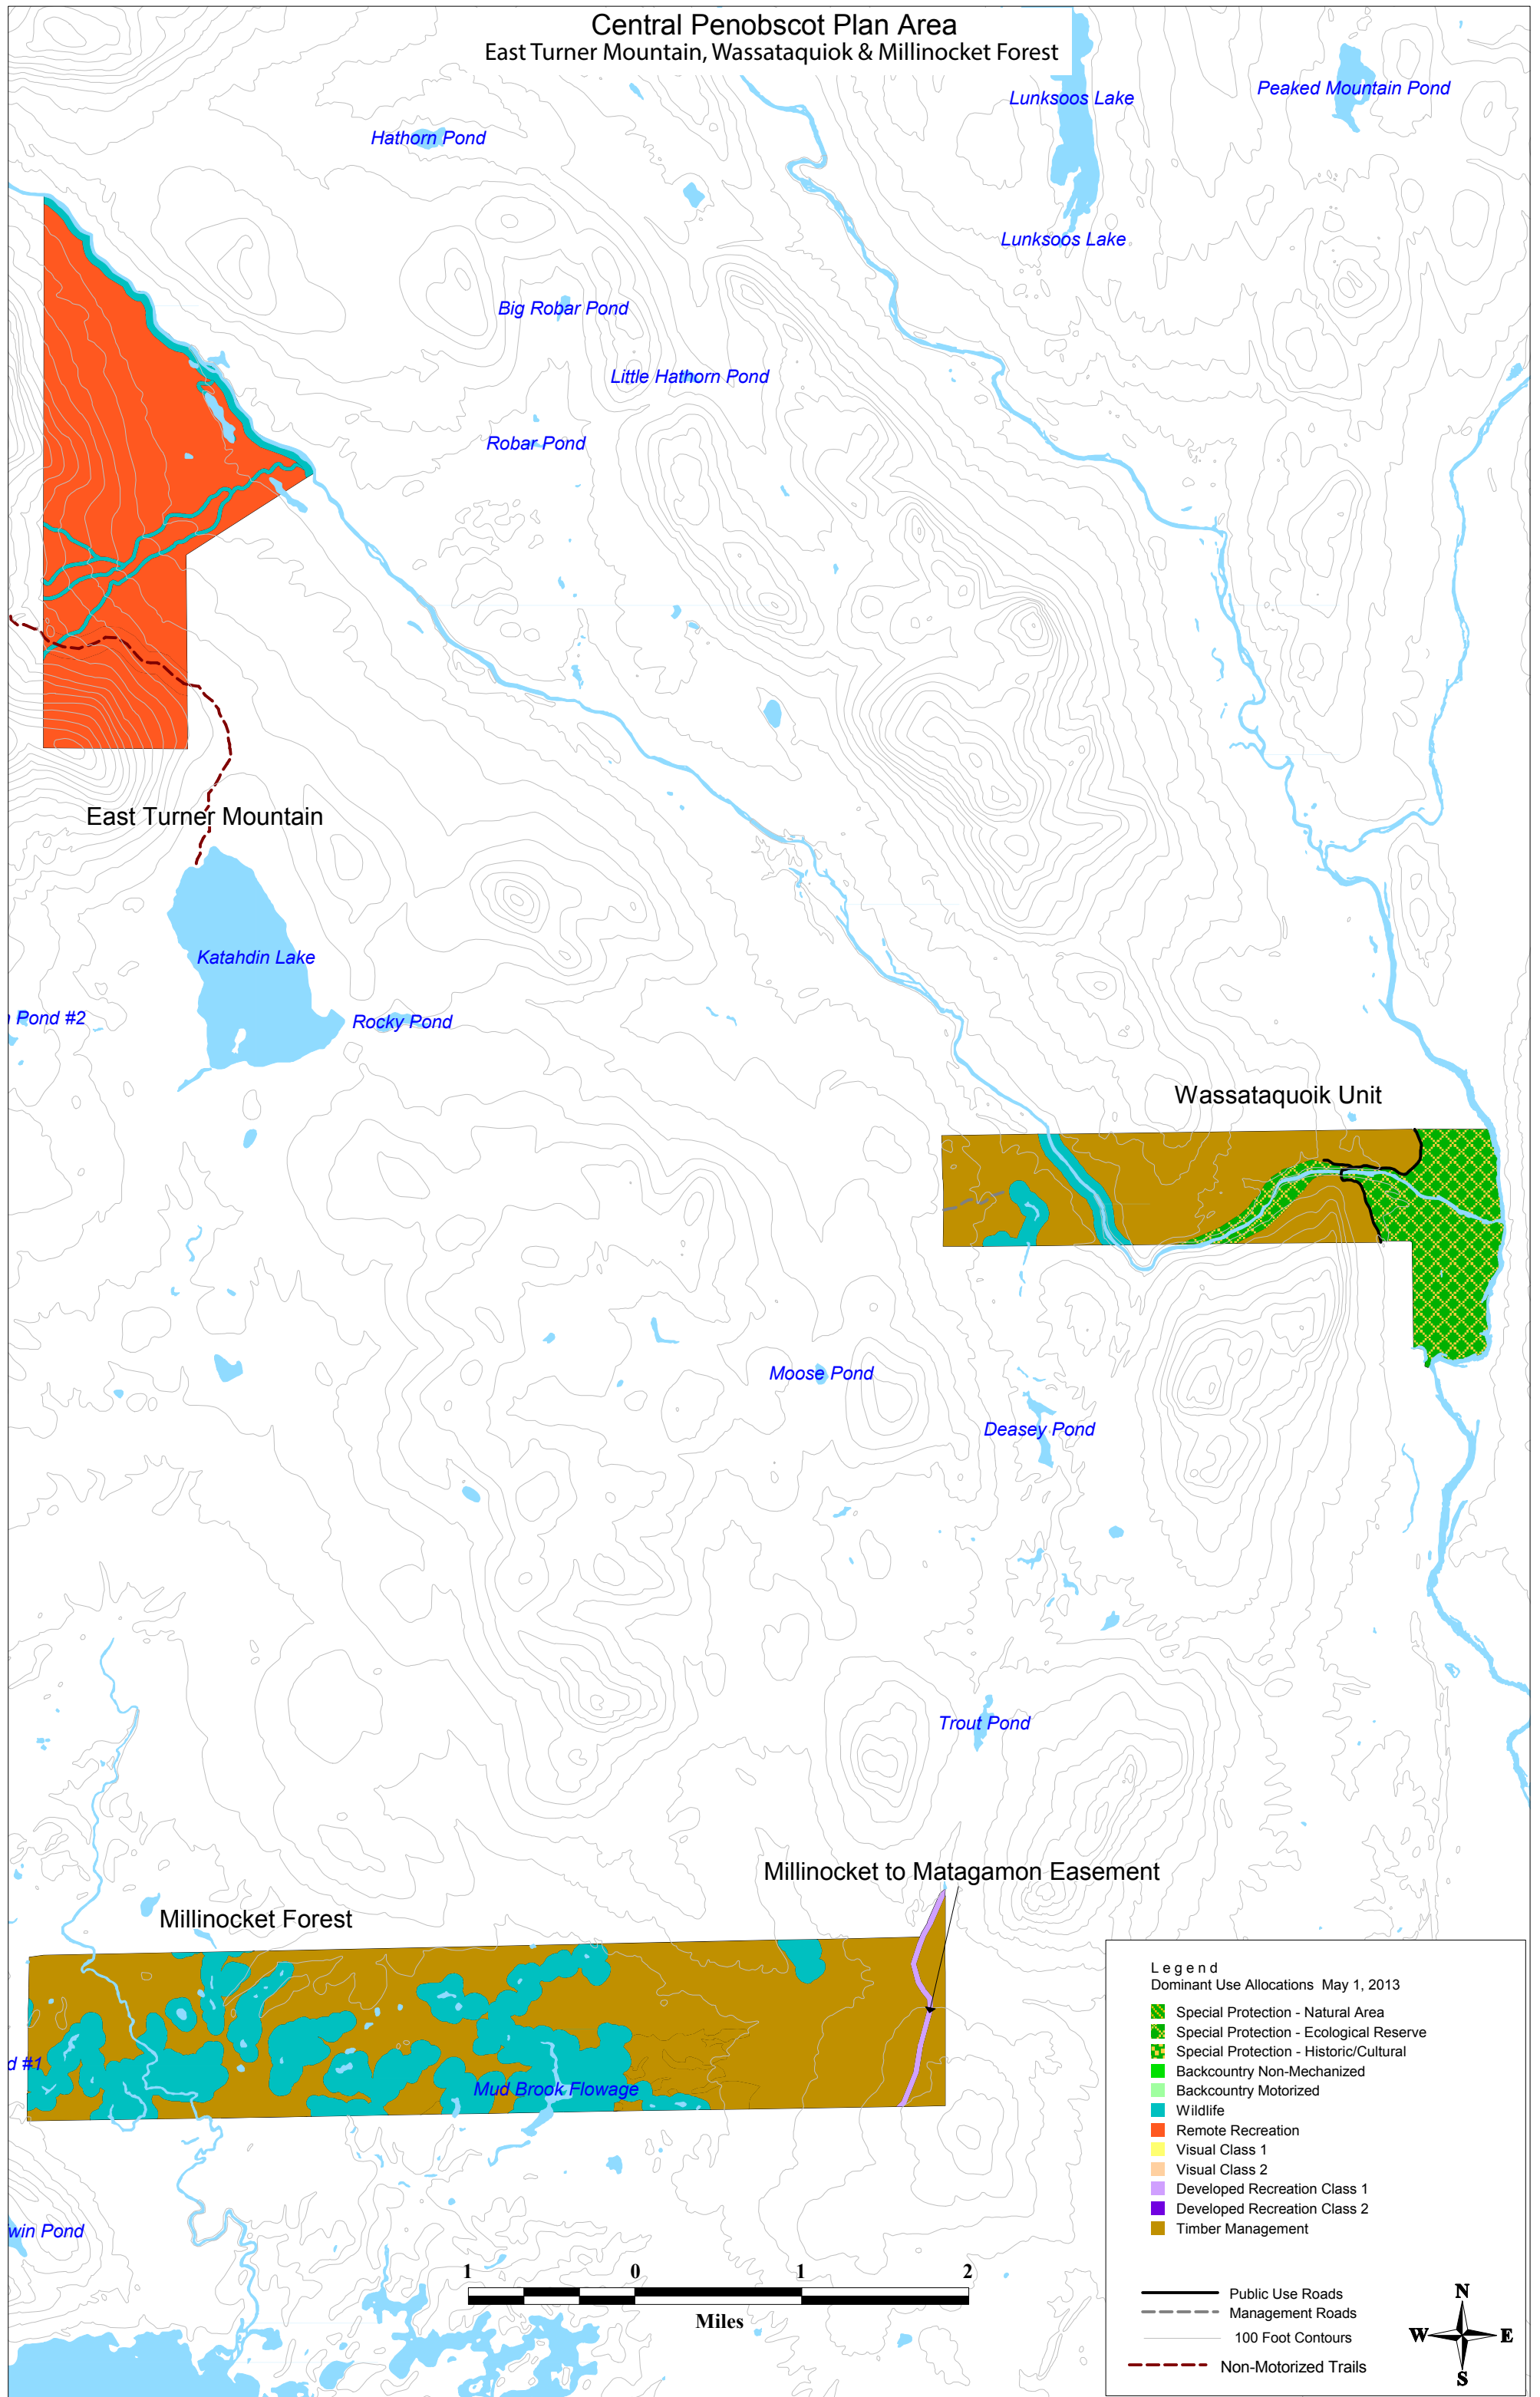 Central Penobscot Plan Area
East Turner Mountain, Wassataquiok & Millinocket Forest
Lunksoos Lake
Peaked Mountain Pond
Hathorn Pond
Lunksoos Lake
Big Robar Pond
Little Hathorn Pond
Robar Pond
East Turner Mountain
Katahdin Lake
Pond #2
Rocky Pond
Wassataquoik Unit
Moose Pond
Deasey Pond
Trout Pond
Millinocket to Matagamon Easement
Millinocket Forest
d #1
Mud Brook Flowage
win Pond
Legend
Dominant Use Allocations May 1, 2013
Special Protection - Natural Area
Special Protection - Ecological Reserve
Special Protection - Historic/Cultural
Backcountry Non-Mechanized
Backcountry Motorized
Wildlife
Remote Recreation
Visual Class 1
Visual Class 2
Developed Recreation Class 1
Developed Recreation Class 2
Timber Management
1 0 1 2
Miles
Public Use Roads
Management Roads
100 Foot Contours
Non-Motorized Trails
N
W E
S